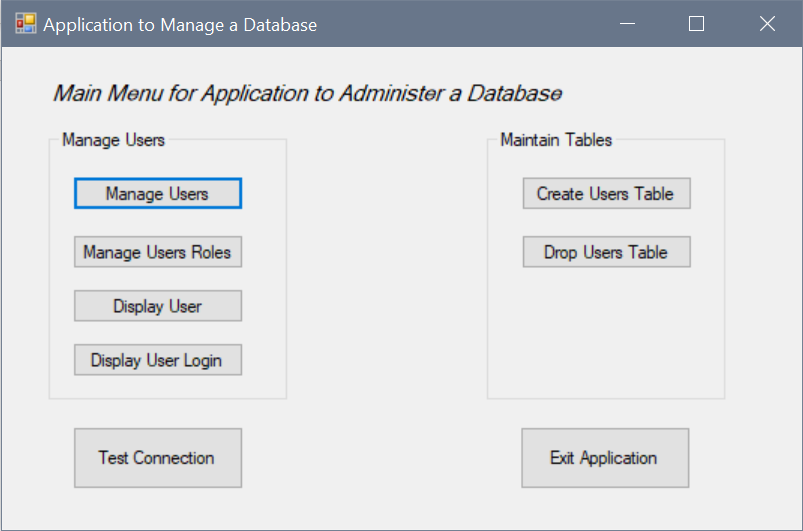 Application to Manage a Database
Main Menu for Application to Administer a Database
Manage Users
Manage Users
Manage Users Roles
Display User
Display User Login
Maintain Tables
Create Users Table
Drop Users Table
Test Connection
Exit Application